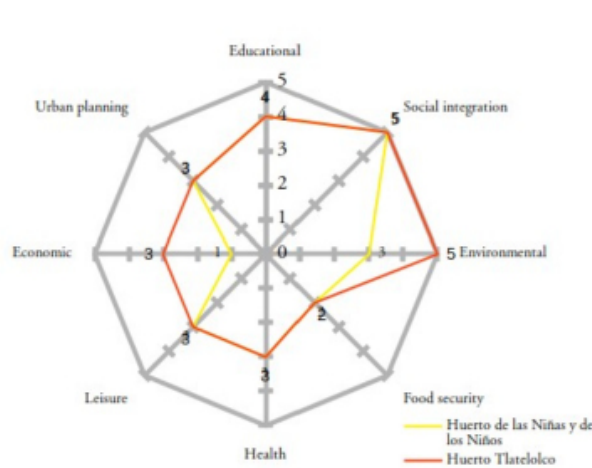 Educational
5
4
4
Urban planning
5
Social integration
3
3
2
1
Economic
3
1
0
3
5 Environmental
2
3
3
Leisure
Food security
Health
Huerto de las Niñas y de
los Niños
Huerto Tlatelolco